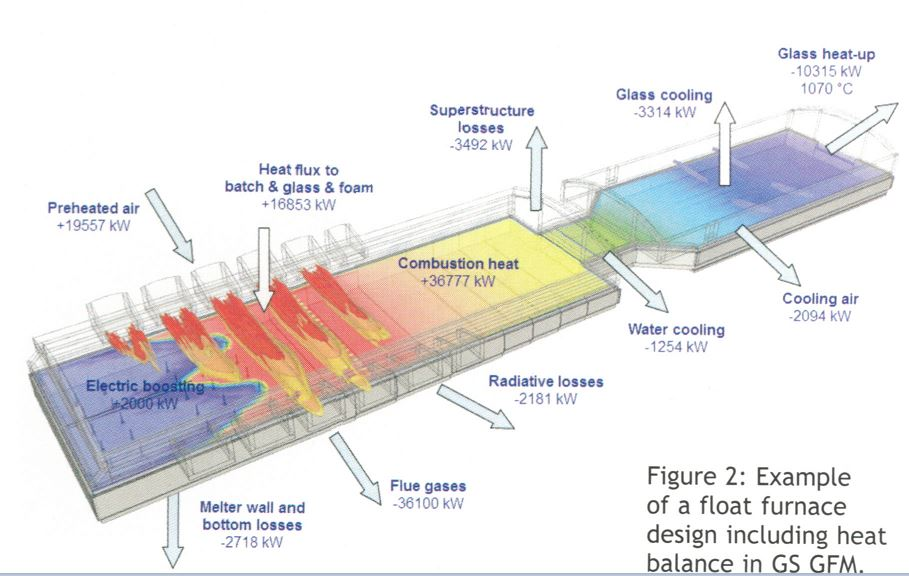 Glass heat-up
-10315 kW
1070 °C
Glass cooling
-3314 kW
Superstructure
losses
-3492 kW
Heat flux to
batch & glass & foam
+16853 kW
Preheated air
+19557 kW
Combustion heat
+36777 kW
Cooling air
-2094 kW
Water cooling
-1254 kW
Electric boosting
+2000 kW
Radiative losses
-2181 kW
Flue gases
-36100 kW
Melter wall and
bottom losses
-2718 kW
Figure 2: Example
of a float furnace
design including heat
balance in GS GFM.